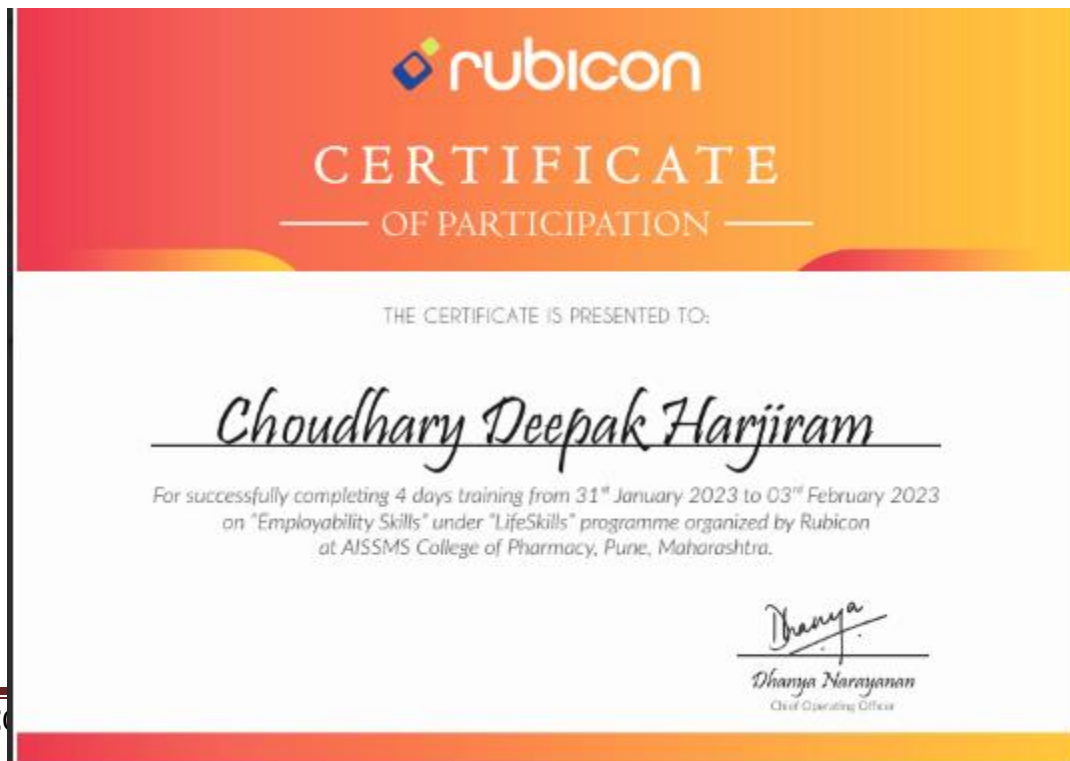 rubicon
CERTIFICATE
OF PARTICIPATION
THE CERTIFICATE IS PRESENTED TO:
Choudhary Deepak Harjiram
For successfully completing 4 days training from 31st January 2023 to 03rd February 2023
on "Employability Skills" under "LifeSkills" programme organized by Rubicon
at AISSMS College of Pharmacy, Pune, Maharashtra.
Dhanya
Dhanya Narayanan
Chief Operating Officer